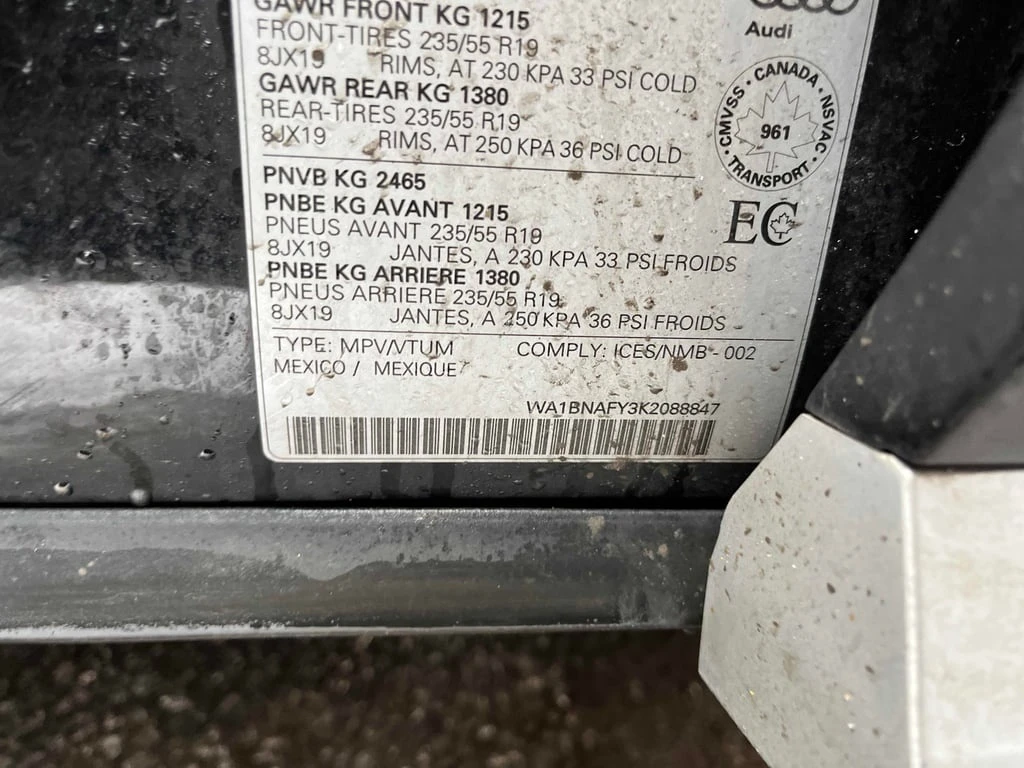 GAWR FRONT KG 1215
FRONT-TIRES 235/55 R19
8JX19 RIMS, AT 230 KPA 33 PSI COLD
GAWR REAR KG 1380
REAR-TIRES 235/55 R19
8JX19 RIMS, AT 250 KPA 36 PSI COLD
PNVB KG 2465
PNBE KG AVANT 1215
PNEUS AVANT 235/55 R19
8JX19 JANTES, A 230 KPA 33 PSI FROIDS
PNBE KG ARRIERE 1380
PNEUS ARRIERE 235/55 R19
8JX19 JANTES, A 250 KPA 36 PSI FROIDS
TYPE: MPV/VTUM COMPLY: ICES/NMB - 002
MEXICO / MEXIQUE
WA1BNAFY3K2088847
Audi
CMVSS · CANADA · NSVAC · TRANSPORT ·
961
EC